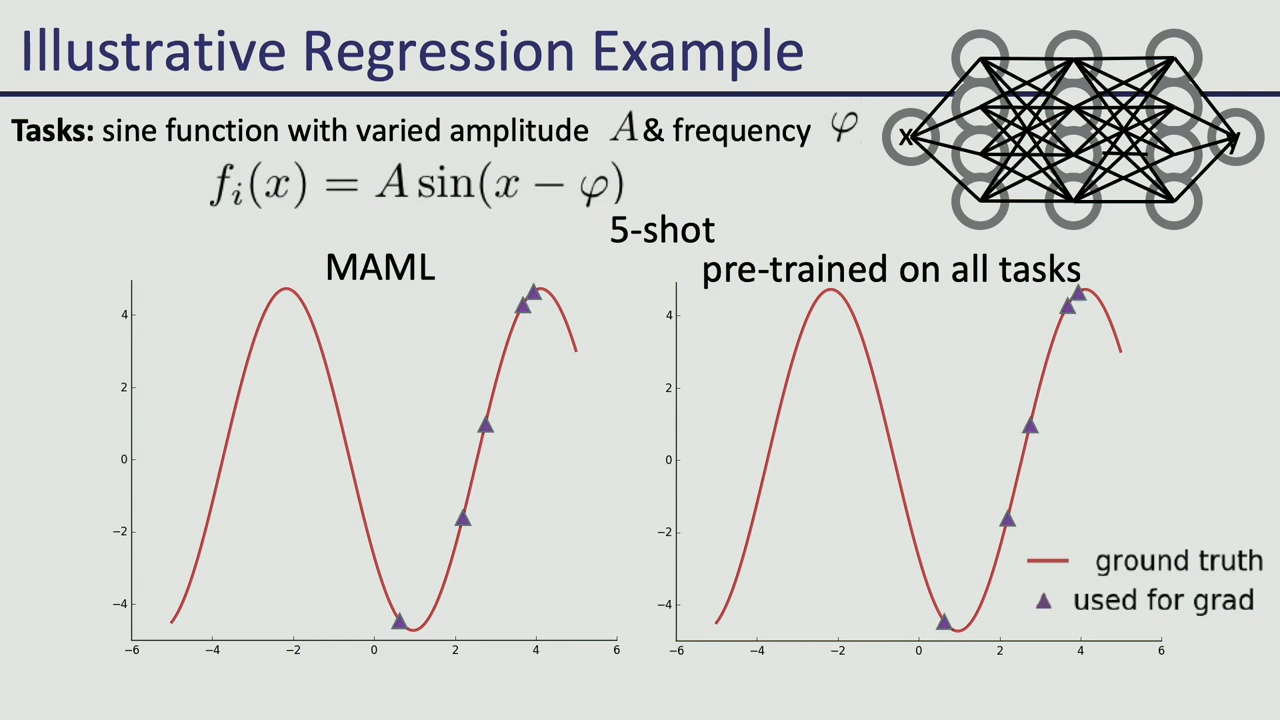 Illustrative Regression Example
Tasks: sine function with varied amplitude A & frequency φ
x
y
fᵢ(x) = A sin(x − φ)
5-shot
MAML
pre-trained on all tasks
4
2
0
−2
−4
−6 −4 −2 0 2 4 6
4
2
0
−2
−4
−6 −4 −2 0 2 4 6
ground truth
used for grad